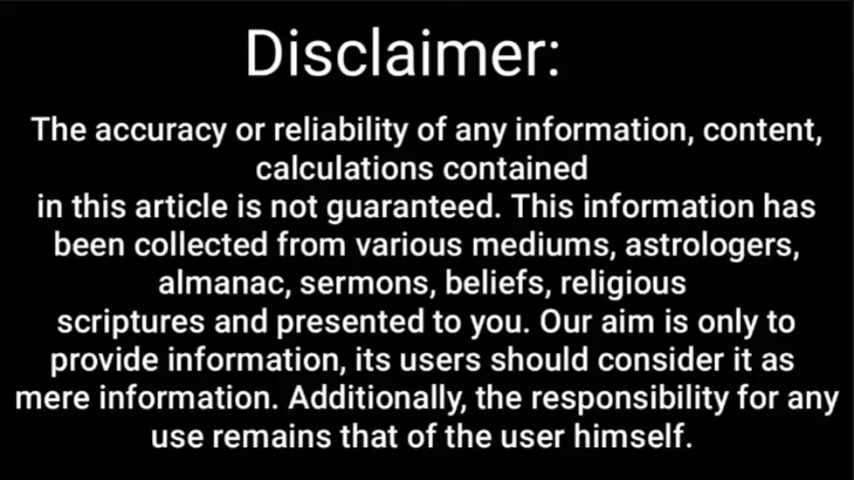 Disclaimer:
The accuracy or reliability of any information, content,
calculations contained
in this article is not guaranteed. This information has
been collected from various mediums, astrologers,
almanac, sermons, beliefs, religious
scriptures and presented to you. Our aim is only to
provide information, its users should consider it as
mere information. Additionally, the responsibility for any
use remains that of the user himself.